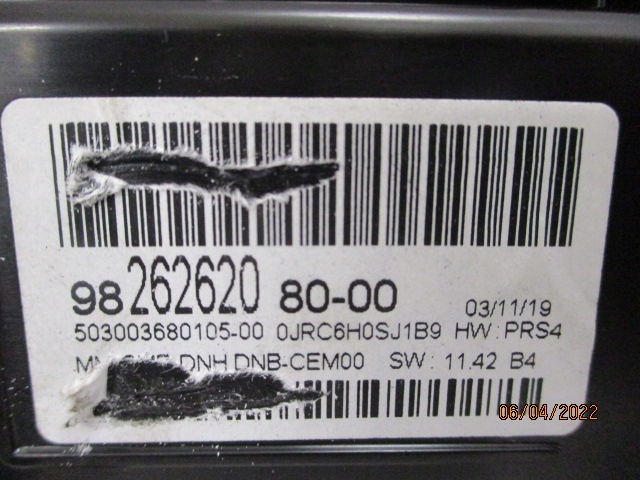 98 262620 80-00 03/11/19
503003680105-00 0JRC6H0SJ1B9 HW: PRS4
DNH DNB-CEM00 SW: 11.42 B4
06/04/2022